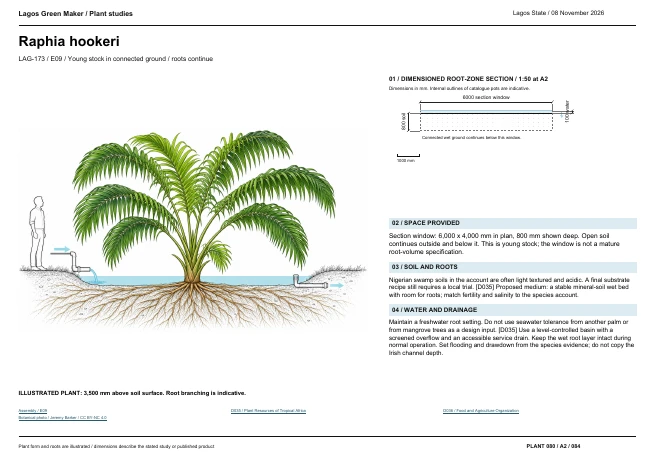 Lagos Green Maker / Plant studies
Lagos State / 08 November 2026
Raphia hookeri
LAG-173 / E09 / Young stock in connected ground / roots continue
01 / DIMENSIONED ROOT-ZONE SECTION / 1:50 at A2
Dimensions in mm. Internal outlines of catalogue pots are indicative.
6000 section window
800 soil
100 water
Connected wet ground continues below this window.
1000 mm
02 / SPACE PROVIDED
Section window: 6,000 x 4,000 mm in plan, 800 mm shown deep. Open soil
continues outside and below it. This is young stock; the window is not a mature
root-volume specification.
03 / SOIL AND ROOTS
Nigerian swamp soils in the account are often light textured and acidic. A final substrate
recipe still requires a local trial. [D035] Proposed medium: a stable mineral-soil wet bed
with room for roots; match fertility and salinity to the species account.
04 / WATER AND DRAINAGE
Maintain a freshwater root setting. Do not use seawater tolerance from another palm or
from mangrove trees as a design input. [D035] Use a level-controlled basin with a
screened overflow and an accessible service drain. Keep the wet root layer intact during
normal operation. Set flooding and drawdown from the species evidence; do not copy the
Irish channel depth.
ILLUSTRATED PLANT: 3,500 mm above soil surface. Root branching is indicative.
Assembly / E09
D035 / Plant Resources of Tropical Africa
D036 / Food and Agriculture Organization
Botanical photo / Jeremy Barker / CC BY-NC 4.0
Plant form and roots are illustrated / dimensions describe the stated study or published product
PLANT 080 / A2 / 084